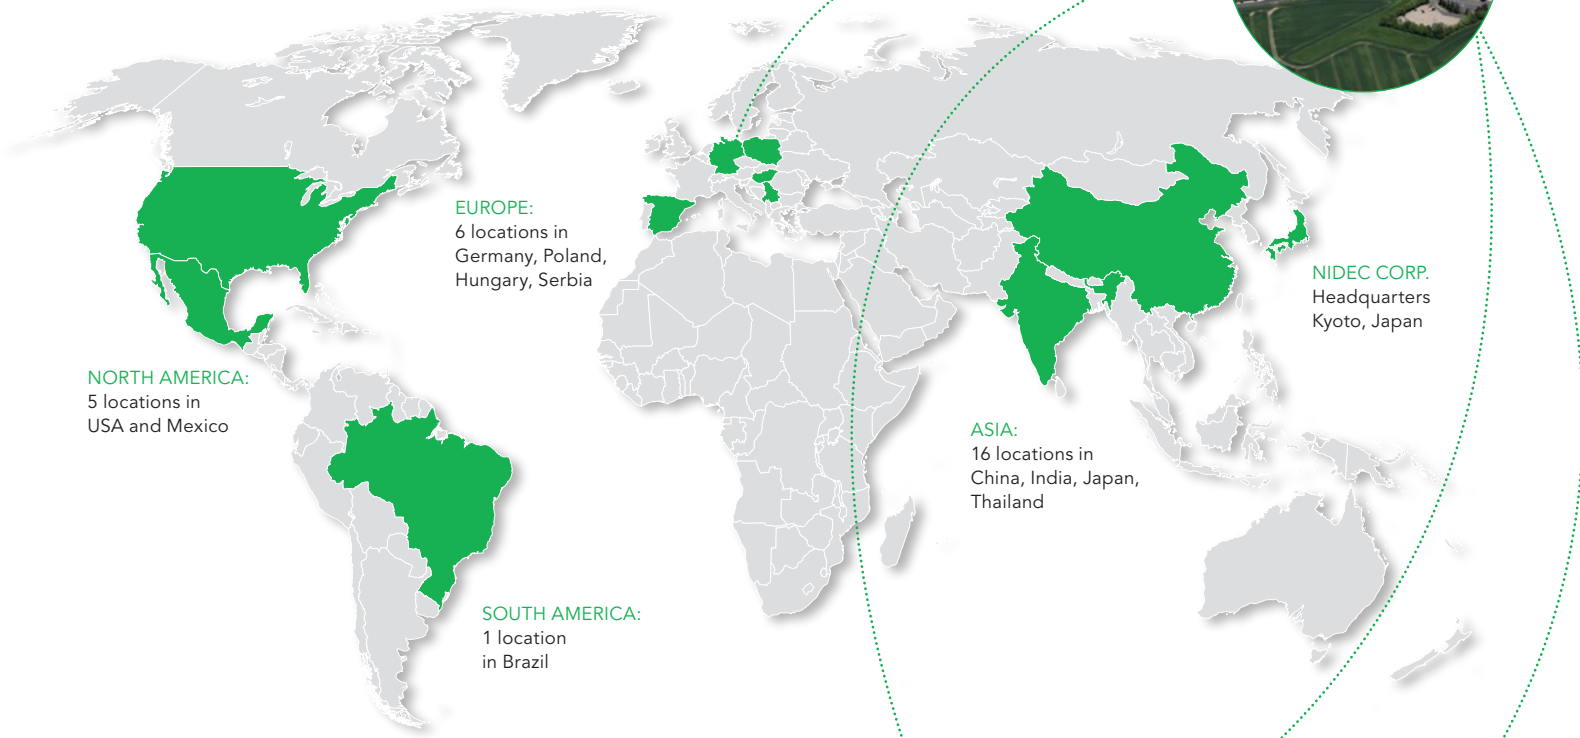 EUROPE:
6 locations in
Germany, Poland,
Hungary, Serbia
NIDEC CORP.
Headquarters
Kyoto, Japan
NORTH AMERICA:
5 locations in
USA and Mexico
ASIA:
16 locations in
China, India, Japan,
Thailand
SOUTH AMERICA:
1 location
in Brazil